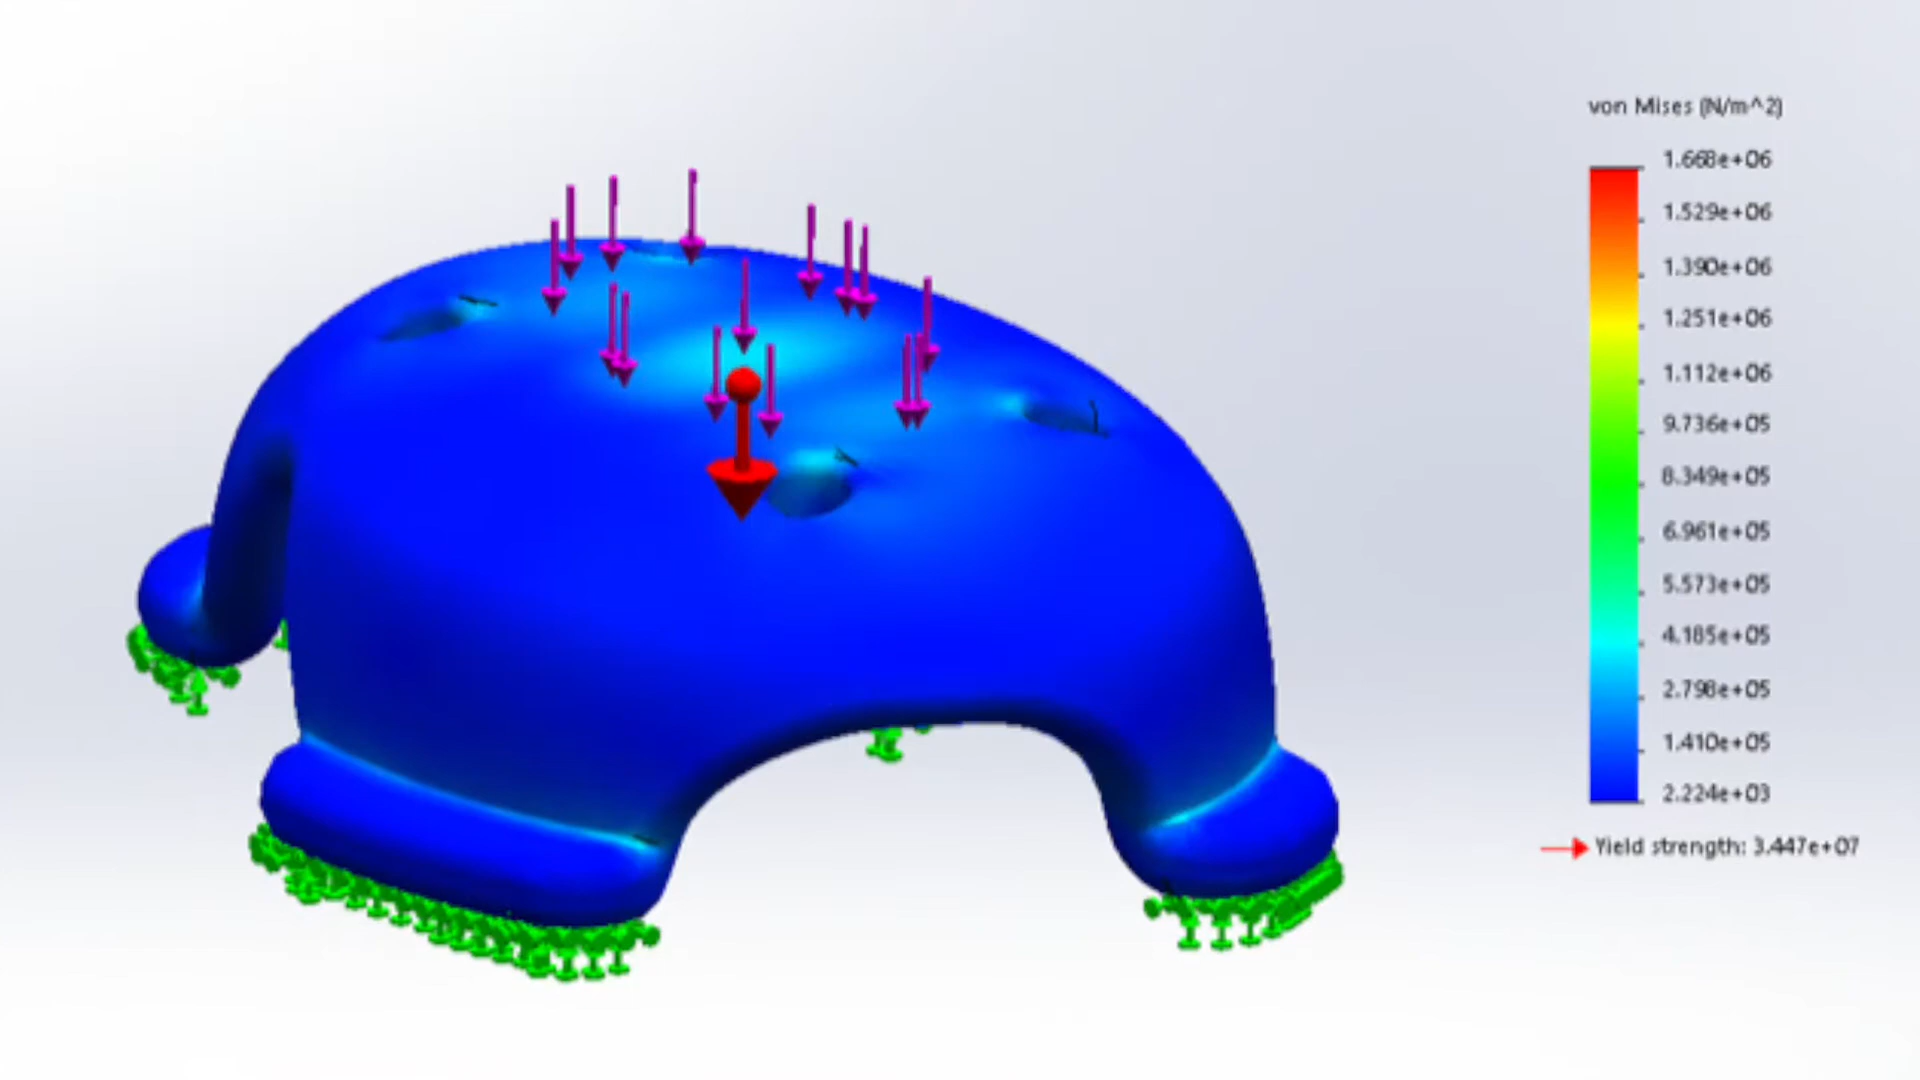 von Mises (N/m^2)
1.668e+06
1.529e+06
1.390e+06
1.251e+06
1.112e+06
9.736e+05
8.349e+05
6.961e+05
5.573e+05
4.185e+05
2.798e+05
1.410e+05
2.224e+03
Yield strength: 3.447e+07